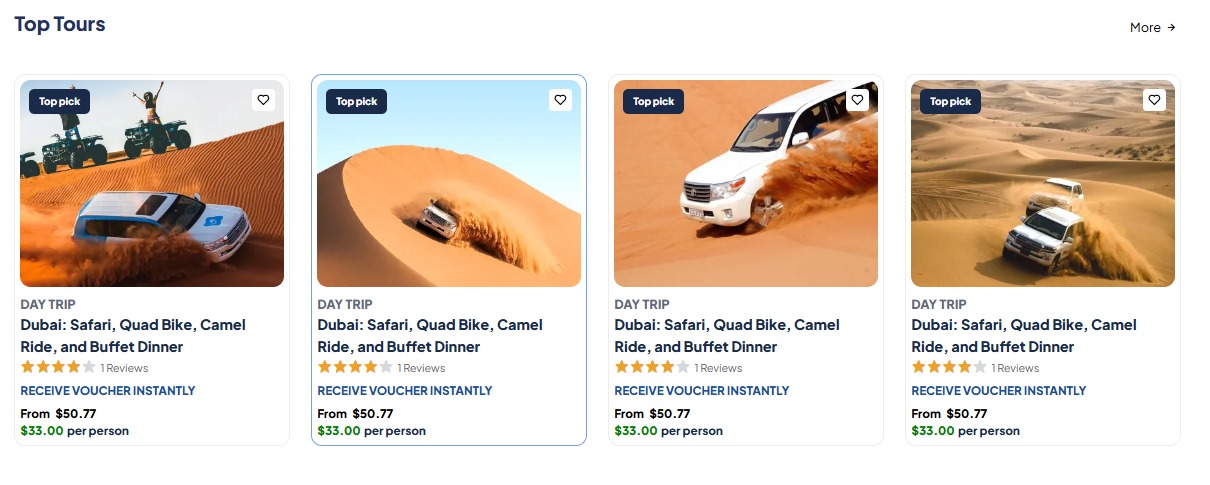 Top Tours
More →
Top pick
Top pick
Top pick
Top pick
DAY TRIP
Dubai: Safari, Quad Bike, Camel
Ride, and Buffet Dinner
1 Reviews
RECEIVE VOUCHER INSTANTLY
From $50.77
$33.00 per person
DAY TRIP
Dubai: Safari, Quad Bike, Camel
Ride, and Buffet Dinner
1 Reviews
RECEIVE VOUCHER INSTANTLY
From $50.77
$33.00 per person
DAY TRIP
Dubai: Safari, Quad Bike, Camel
Ride, and Buffet Dinner
1 Reviews
RECEIVE VOUCHER INSTANTLY
From $50.77
$33.00 per person
DAY TRIP
Dubai: Safari, Quad Bike, Camel
Ride, and Buffet Dinner
1 Reviews
RECEIVE VOUCHER INSTANTLY
From $50.77
$33.00 per person